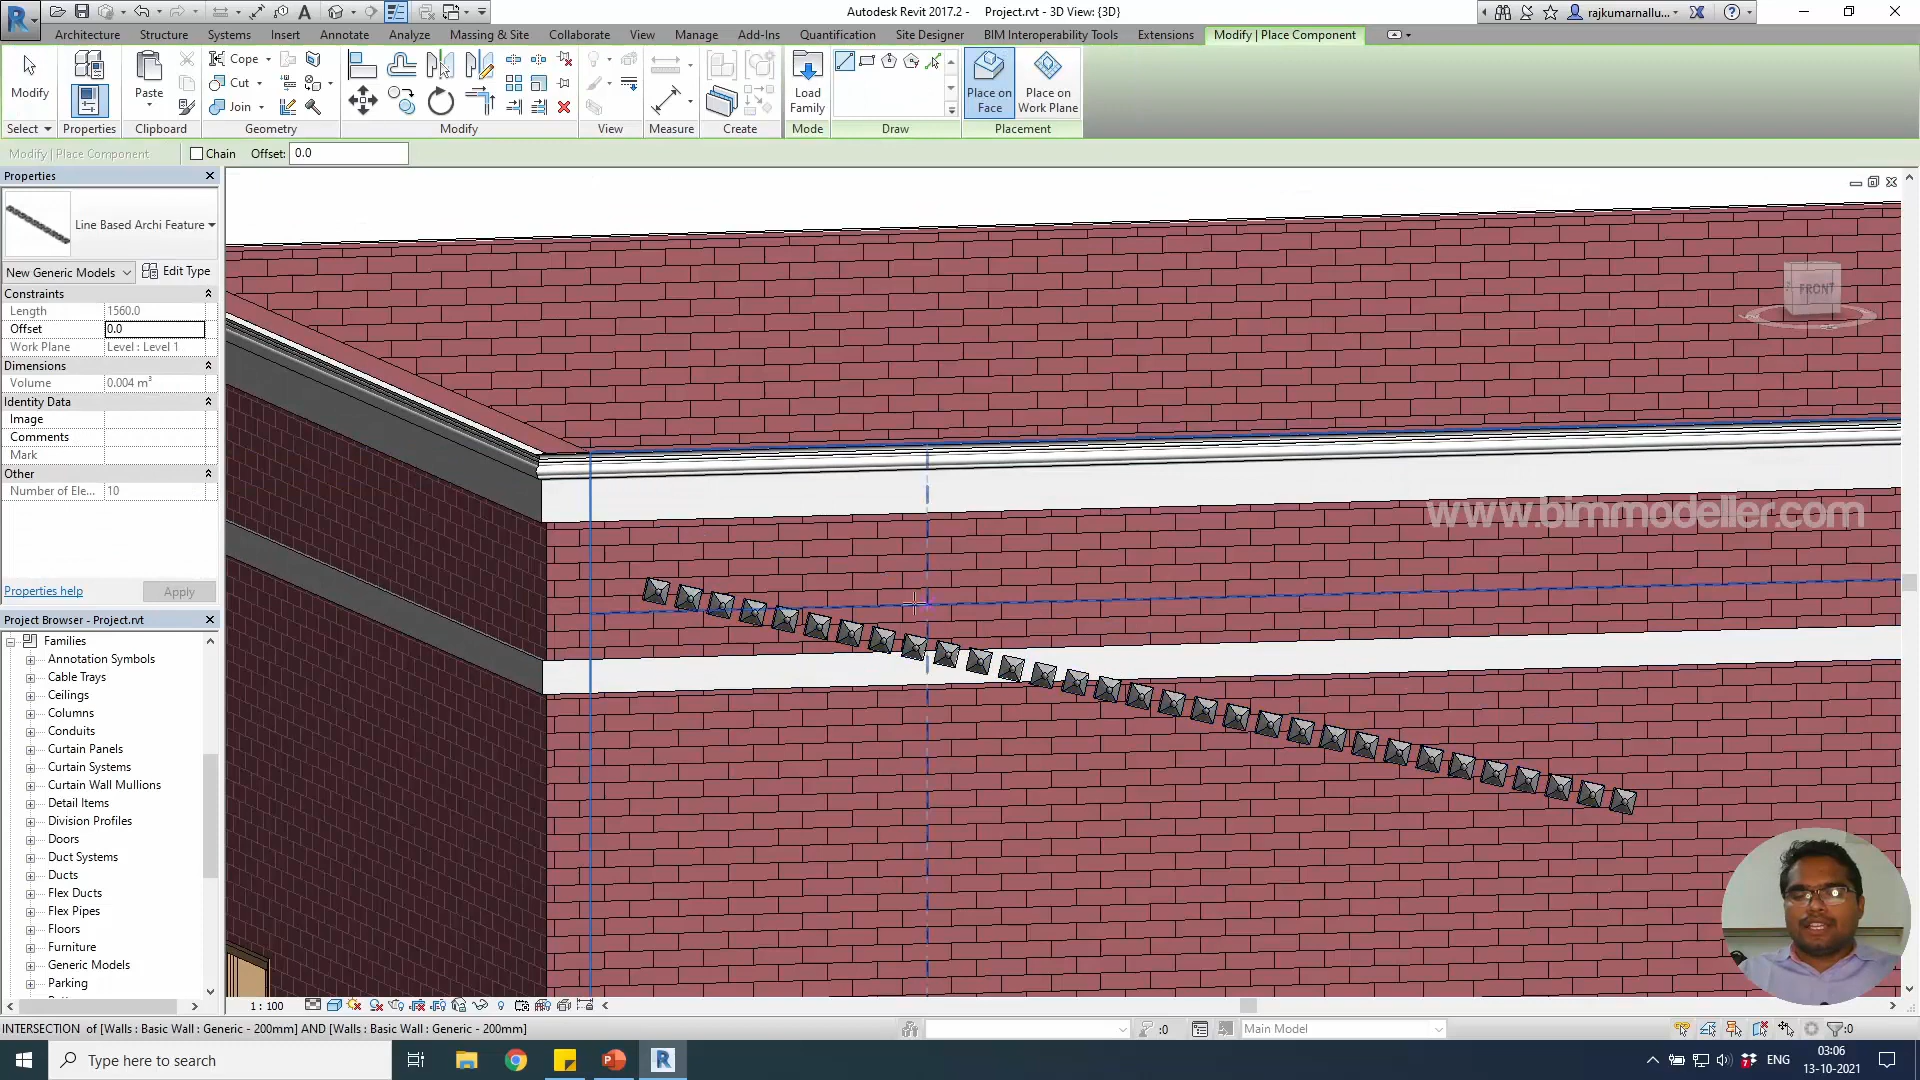 Autodesk Revit 2017.2 - Project.rvt - 3D View: {3D}
rajkumarnallu...
Architecture Structure Systems Insert Annotate Analyze Massing & Site Collaborate View Manage Add-Ins Quantification Site Designer BIM Interoperability Tools Extensions Modify | Place Component
Modify
Paste
Cope
Cut
Join
Load Family
Place on Face
Place on Work Plane
Select Properties Clipboard Geometry Modify View Measure Create Mode Draw Placement
Modify | Place Component Chain Offset: 0.0
Properties
Line Based Archi Feature
New Generic Models Edit Type
Constraints
Length 1560.0
Offset 0.0
Work Plane Level : Level 1
Dimensions
Volume 0.004 m³
Identity Data
Image
Comments
Mark
Other
Number of Ele... 10
Properties help Apply
Project Browser - Project.rvt
Families
Annotation Symbols
Cable Trays
Ceilings
Columns
Conduits
Curtain Panels
Curtain Systems
Curtain Wall Mullions
Detail Items
Division Profiles
Doors
Duct Systems
Ducts
Flex Ducts
Flex Pipes
Floors
Furniture
Generic Models
Parking
FRONT
www.bimmodeller.com
1 : 100
INTERSECTION of [Walls : Basic Wall : Generic - 200mm] AND [Walls : Basic Wall : Generic - 200mm]
:0
Main Model
:0
Type here to search
ENG
03:06
13-10-2021